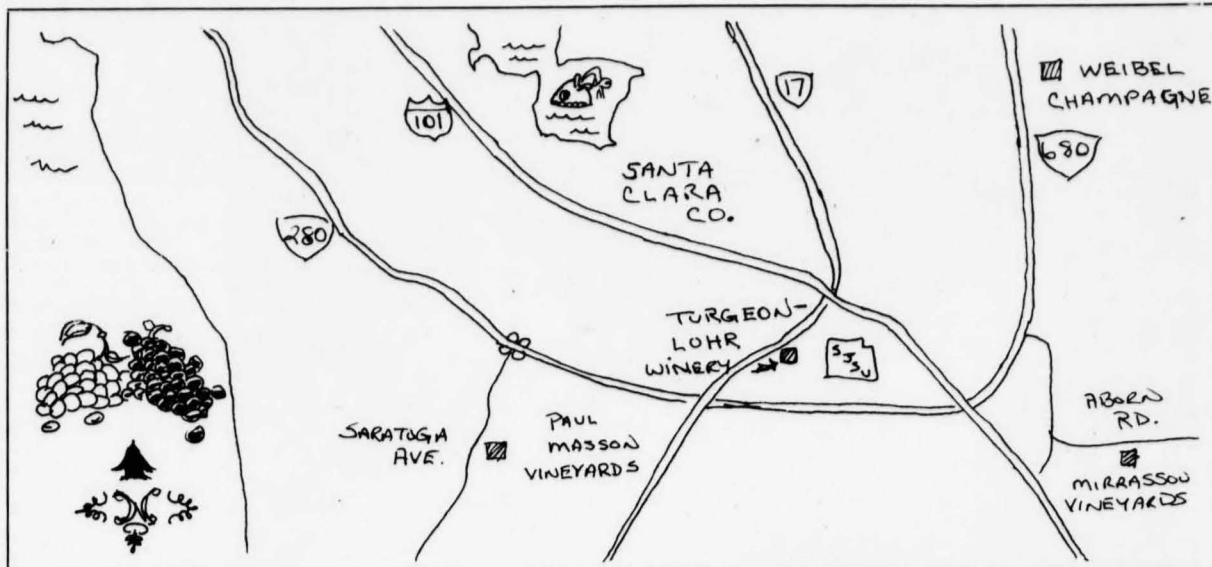 WEIBEL
CHAMPAGNE
17
101
680
SANTA
CLARA
CO.
280
TURGEON-
LOHR
WINERY
SJSU
ABORN
RD.
SARATOGA
AVE.
PAUL
MASSON
VINEYARDS
MIRRASSOU
VINEYARDS